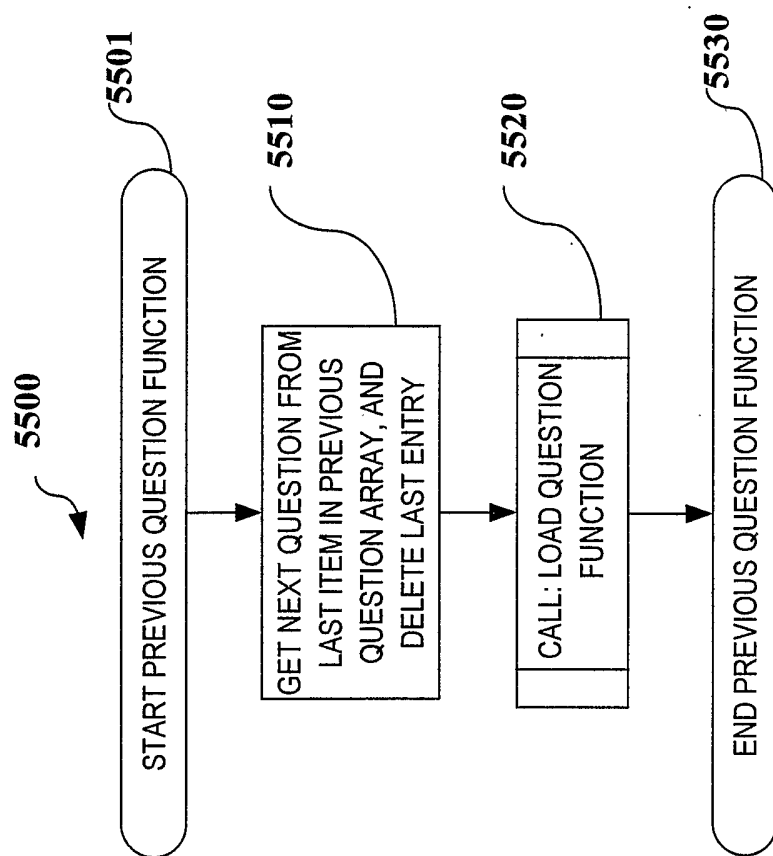 5500
START PREVIOUS QUESTION FUNCTION
5501
GET NEXT QUESTION FROM
LAST ITEM IN PREVIOUS
QUESTION ARRAY, AND
DELETE LAST ENTRY
5510
CALL: LOAD QUESTION
FUNCTION
5520
END PREVIOUS QUESTION FUNCTION
5530